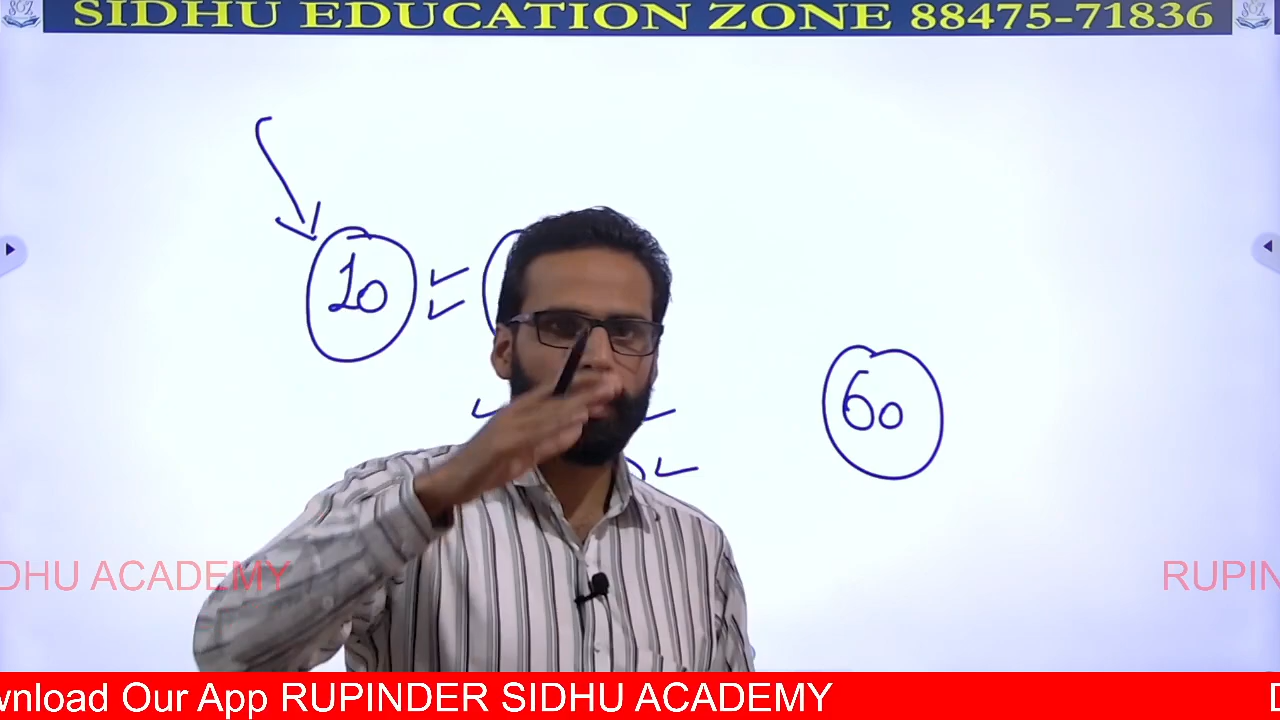 SIDHU EDUCATION ZONE 88475-71836
10
60
DHU ACADEMY
RUPIN
wnload Our App RUPINDER SIDHU ACADEMY
D